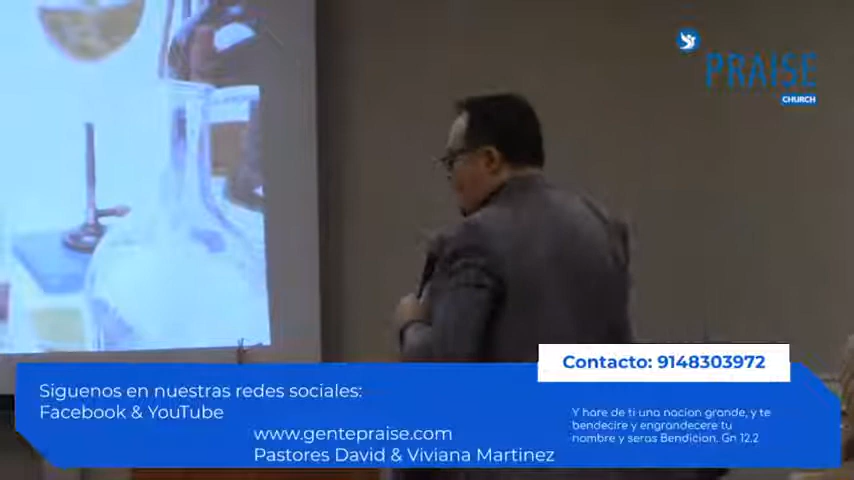 PRAISE
CHURCH
Contacto: 9148303972
Siguenos en nuestras redes sociales:
Facebook & YouTube
www.gentepraise.com
Pastores David & Viviana Martinez
Y hare de ti una nacion grande, y te
bendecire y engrandecere tu
nombre y seras Bendicion. Gn 12.2